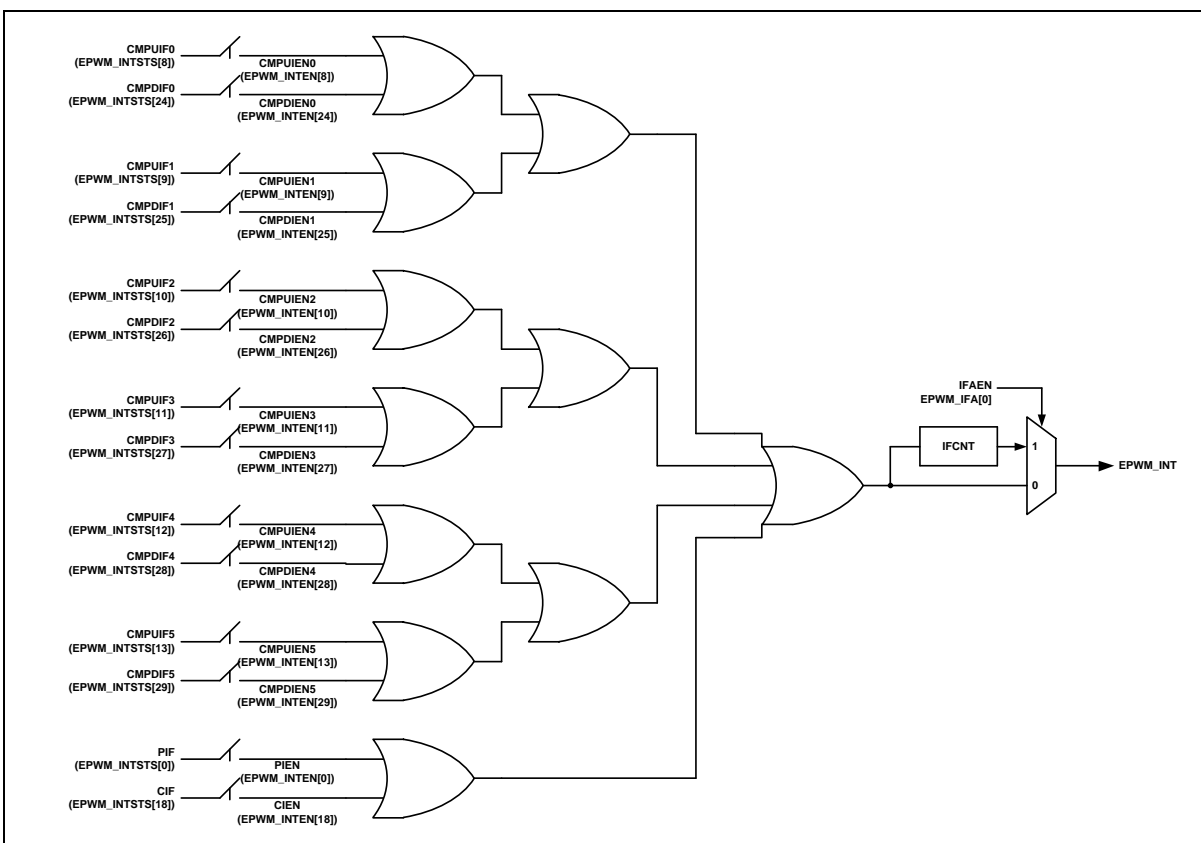 CMPUIF0
(EPWM_INTSTS[8])
CMPUIEN0
(EPWM_INTEN[8])
CMPDIF0
(EPWM_INTSTS[24])
CMPDIEN0
(EPWM_INTEN[24])
CMPUIF1
(EPWM_INTSTS[9])
CMPUIEN1
(EPWM_INTEN[9])
CMPDIF1
(EPWM_INTSTS[25])
CMPDIEN1
(EPWM_INTEN[25])
CMPUIF2
(EPWM_INTSTS[10])
CMPUIEN2
(EPWM_INTEN[10])
CMPDIF2
(EPWM_INTSTS[26])
CMPDIEN2
(EPWM_INTEN[26])
CMPUIF3
(EPWM_INTSTS[11])
CMPUIEN3
(EPWM_INTEN[11])
CMPDIF3
(EPWM_INTSTS[27])
CMPDIEN3
(EPWM_INTEN[27])
CMPUIF4
(EPWM_INTSTS[12])
CMPUIEN4
(EPWM_INTEN[12])
CMPDIF4
(EPWM_INTSTS[28])
CMPDIEN4
(EPWM_INTEN[28])
CMPUIF5
(EPWM_INTSTS[13])
CMPUIEN5
(EPWM_INTEN[13])
CMPDIF5
(EPWM_INTSTS[29])
CMPDIEN5
(EPWM_INTEN[29])
PIF
(EPWM_INTSTS[0])
PIEN
(EPWM_INTEN[0])
CIF
(EPWM_INTSTS[18])
CIEN
(EPWM_INTEN[18])
IFAEN
EPWM_IFA[0]
IFCNT
1
0
EPWM_INT